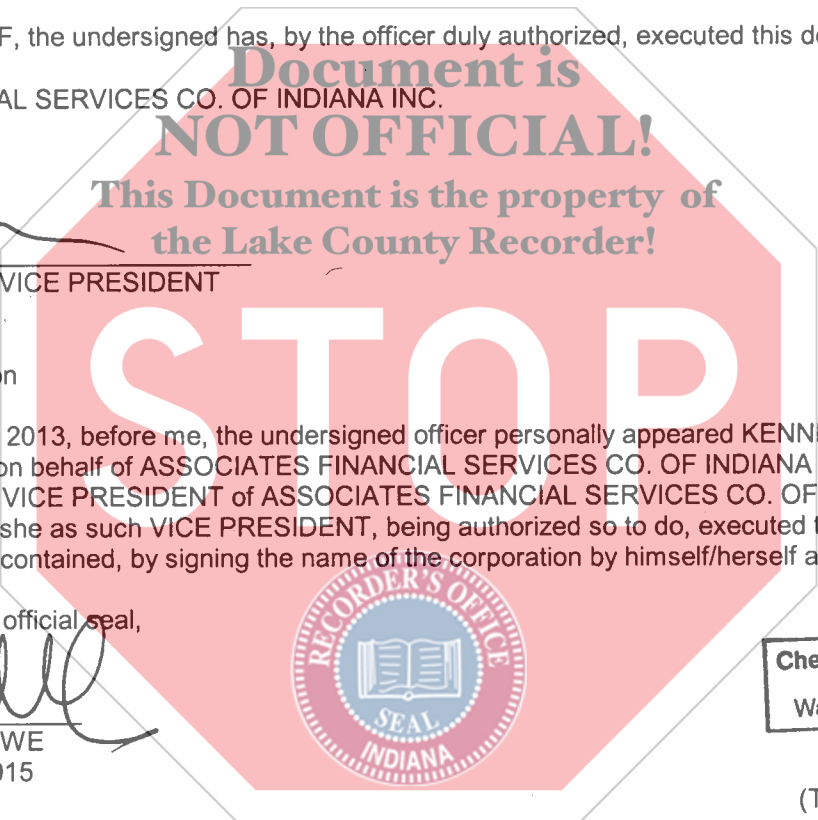 F, the undersigned has, by the officer duly authorized, executed this d
Document is
AL SERVICES CO. OF INDIANA INC.
NOT OFFICIAL!
This Document is the property of
the Lake County Recorder!
VICE PRESIDENT
STOP
on
2013, before me, the undersigned officer personally appeared KENN
on behalf of ASSOCIATES FINANCIAL SERVICES CO. OF INDIANA
VICE PRESIDENT of ASSOCIATES FINANCIAL SERVICES CO. OF
she as such VICE PRESIDENT, being authorized so to do, executed t
contained, by signing the name of the corporation by himself/herself a
RECORDER'S OFFICE
official seal,
Che
Wa
SEAL
INDIANA
WE
015
(T